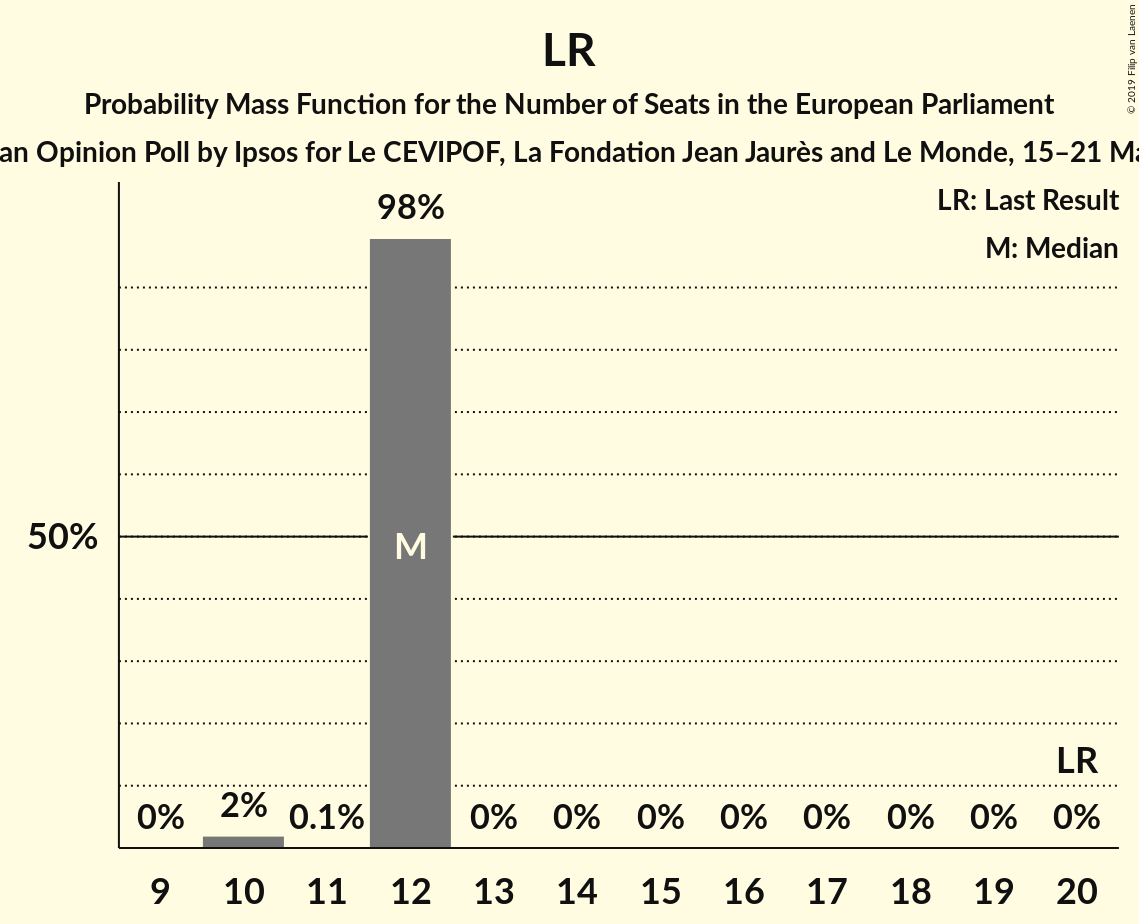 LR
Probability Mass Function for the Number of Seats in the European Parliament
an Opinion Poll by Ipsos for Le CEVIPOF, La Fondation Jean Jaurès and Le Monde, 15–21 Ma
© 2019 Filip van Laenen
LR: Last Result
M: Median
98%
50%
M
LR
0% 2% 0.1% 0% 0% 0% 0% 0% 0% 0% 0%
9 10 11 12 13 14 15 16 17 18 19 20